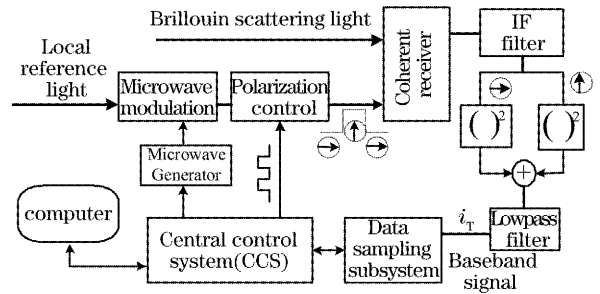 Brillouin scattering light
Local
reference
light
Microwave
modulation
Polarization
control
Coherent
receiver
IF
filter
( )²
( )²
+
Microwave
Generator
computer
Central control
system(CCS)
Data
sampling
subsystem
i_T
Baseband
signal
Lowpass
filter